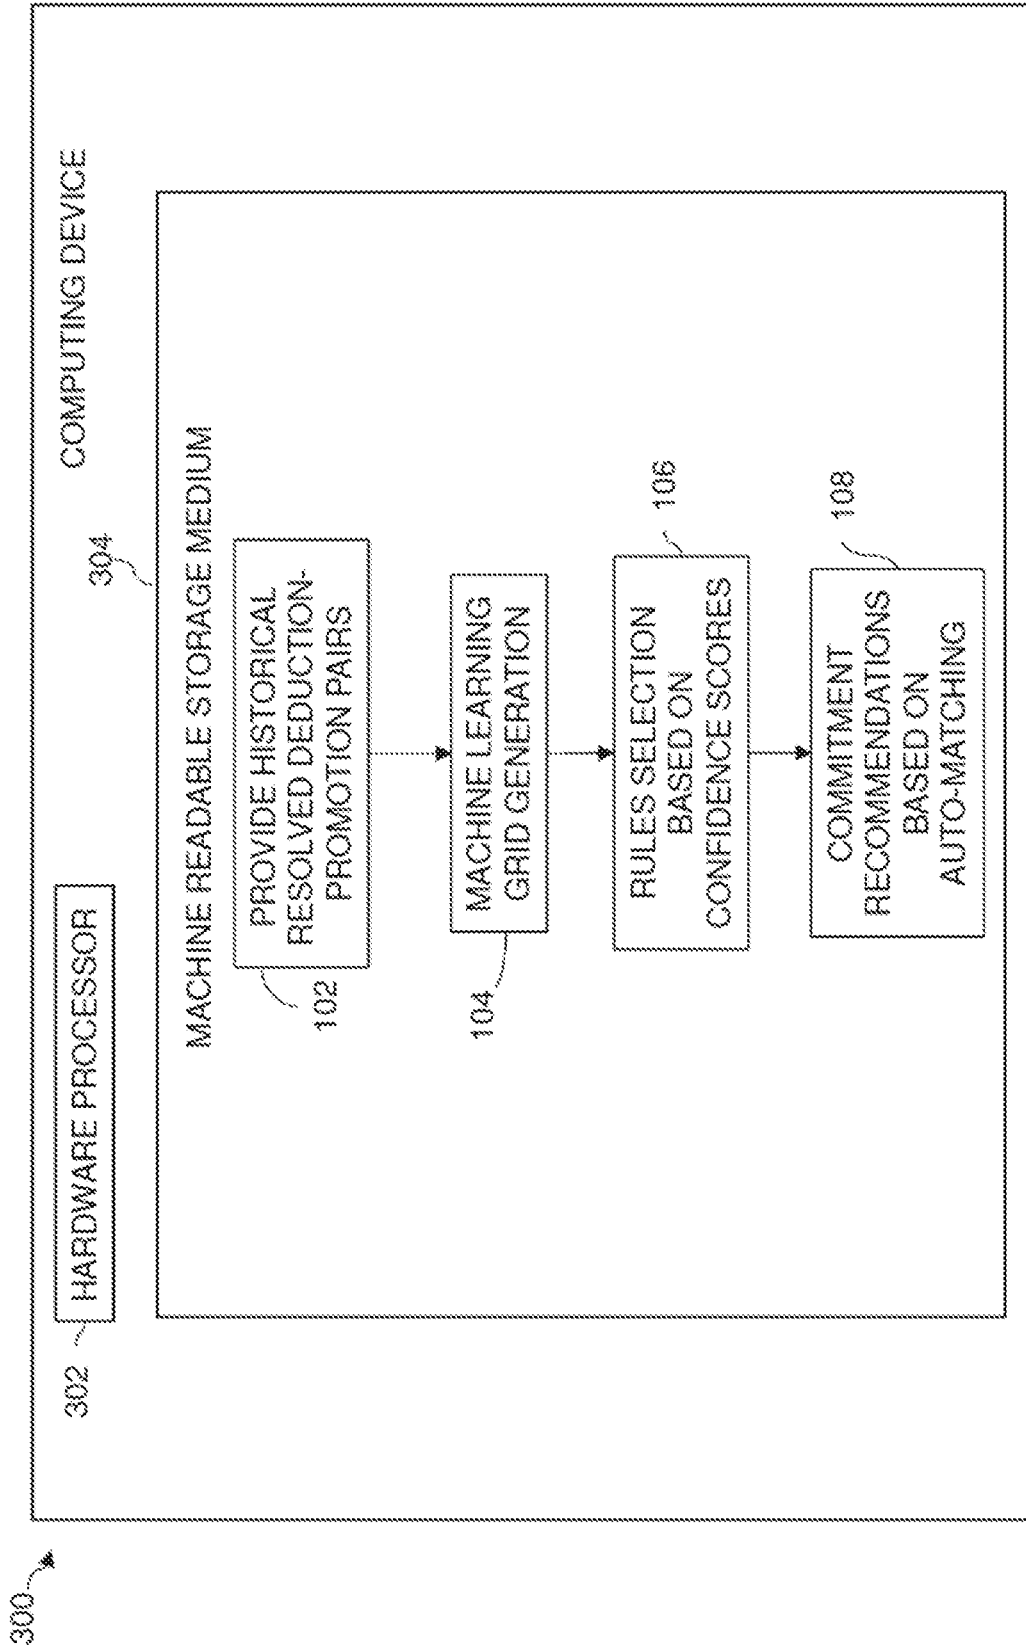 300
COMPUTING DEVICE
302
HARDWARE PROCESSOR
304
MACHINE READABLE STORAGE MEDIUM
PROVIDE HISTORICAL
RESOLVED DEDUCTION-
PROMOTION PAIRS
102
MACHINE LEARNING
GRID GENERATION
104
RULES SELECTION
BASED ON
CONFIDENCE SCORES
106
COMMITMENT
RECOMMENDATIONS
BASED ON
AUTO-MATCHING
108